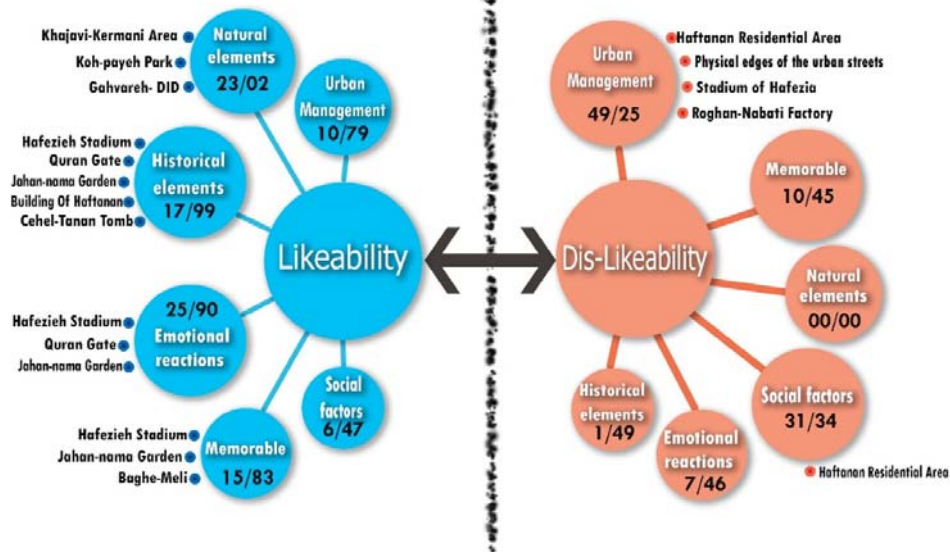 Khajavi-Kermani Area
Koh-payeh Park
Gahvareh- DID
Natural
elements
23/02
Urban
Management
10/79
Hafezieh Stadium
Quran Gate
Jahan-nama Garden
Building Of Haftanan
Cehel-Tanan Tomb
Historical
elements
17/99
Likeability
Hafezieh Stadium
Quran Gate
Jahan-nama Garden
25/90
Emotional
reactions
Social
factors
6/47
Hafezieh Stadium
Jahan-nama Garden
Baghe-Meli
Memorable
15/83
Urban
Management
49/25
Haftanan Residential Area
Physical edges of the urban streets
Stadium of Hafezia
Roghan-Nabati Factory
Memorable
10/45
Dis-Likeability
Natural
elements
00/00
Historical
elements
1/49
Emotional
reactions
7/46
Social factors
31/34
Haftanan Residential Area